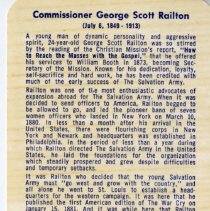 Commissioner George Scott Railton
(July 6, 1849 - 1913)
A young man of dynamic personality and aggressive
spirit, 24-year-old George Scott Railton was so stirred
by the reading of the Christian Mission's report, "How
to Reach the Masses with the Gospel," that he offered
his services to William Booth in 1873, becoming Sec-
retary of the Mission. Known for his dedication, loyalty,
self-sacrifice and hard work, he has been credited with
much of the early success of The Salvation Army.
Railton was one of the most enthusiastic advocates of
expansion abroad for The Salvation Army. When it was
decided to send officers to America, Railton begged to
be allowed to go, and led the pioneer band of seven
women officers who landed in New York on March 10,
1880. In less than a month after his arrival in the
United States, there were flourishing corps in New
York and Newark and headquarters was established in
Philadelphia. In the period of less than a year during
which Railton directed The Salvation Army in the United
States, he laid the foundations for the organization
which steadily prospered and grew despite difficulties
and temporary setbacks.
It was Railton who decided that the young Salvation
Army must "go west and grow with the country," and
all alone he went to St. Louis to establish a head-
quarters for the western campaign. It was here that he
published the first American edition of The War Cry on
January 15, 1881. And it was while here that Railton